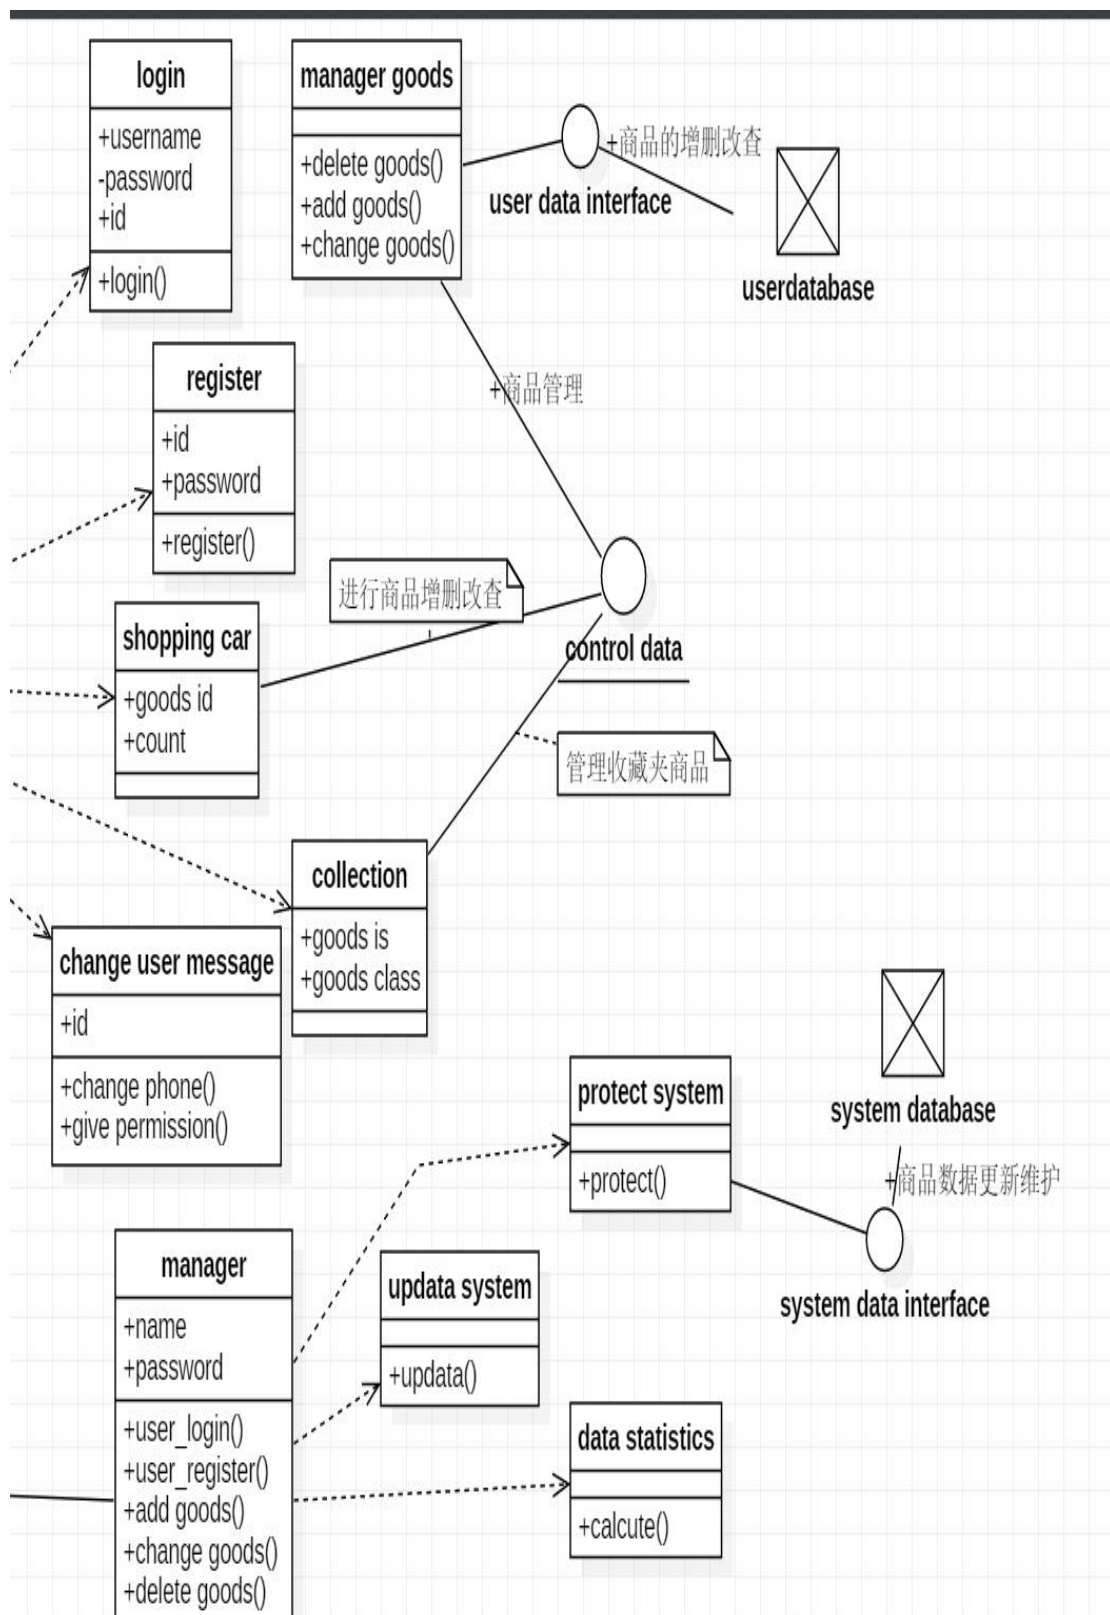 login
+username
-password
+id
+login()
manager goods
+delete goods()
+add goods()
+change goods()
+商品的增删改查
user data interface
userdatabase
register
+id
+password
+register()
+商品管理
进行商品增删改查
control data
shopping car
+goods id
+count
管理收藏夹商品
collection
+goods is
+goods class
change user message
+id
+change phone()
+give permission()
system database
+商品数据更新维护
system data interface
protect system
+protect()
manager
+name
+password
+user_login()
+user_register()
+add goods()
+change goods()
+delete goods()
updata system
+updata()
data statistics
+calcute()